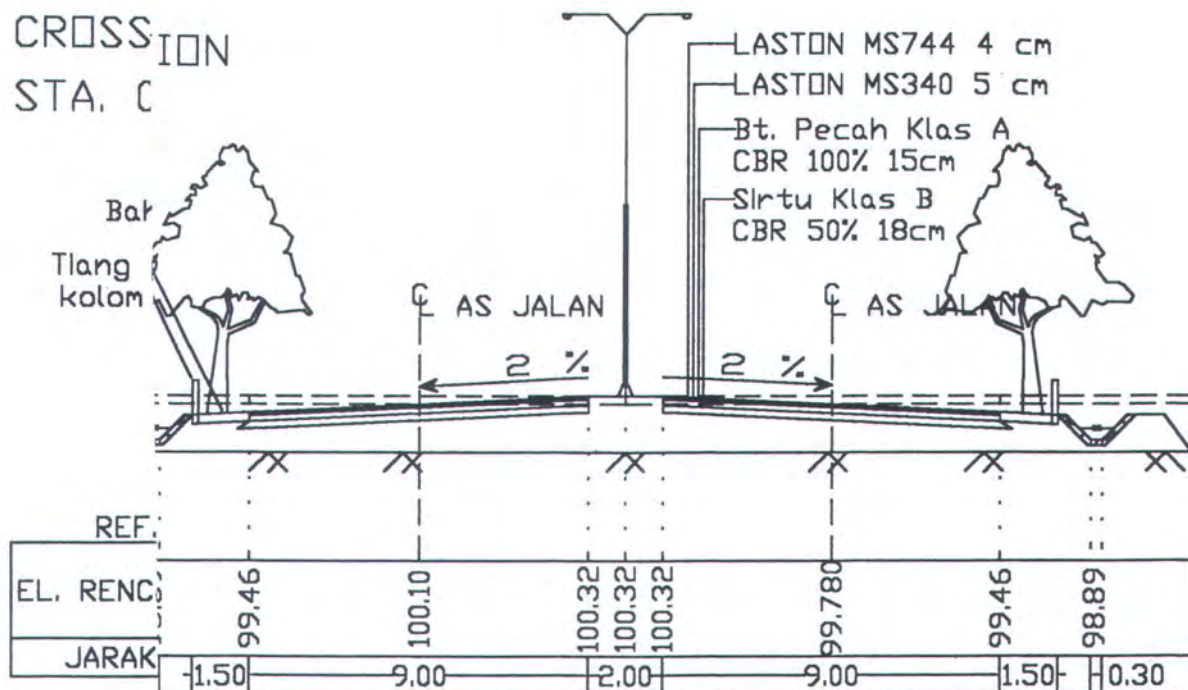 CROSS ION
STA.
LASTON MS744 4 cm
LASTON MS340 5 cm
Bt. Pecah Klas A
CBR 100% 15cm
Sirtu Klas B
CBR 50% 18cm
Tiang
kolom
℄ AS JALAN
℄ AS JALAN
2 %
2 %
REF.
EL. RENC
99.46
100.10
100.32
100.32
100.32
99.780
99.46
98.89
JARAK
1.50
9.00
2.00
9.00
1.50
0.30